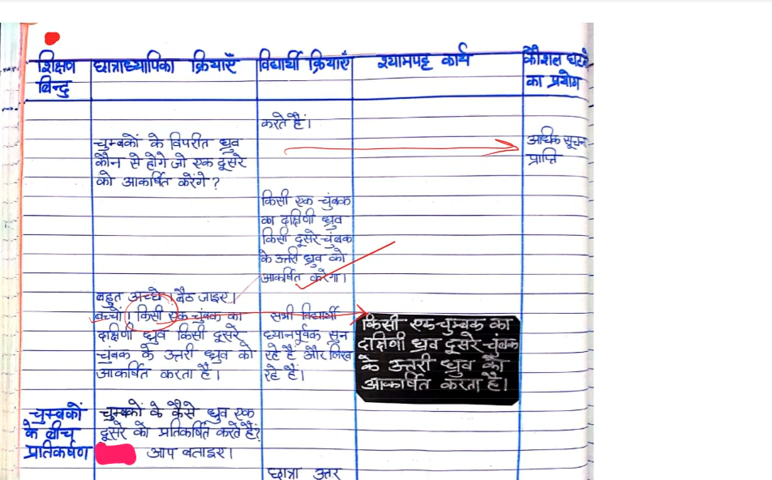 शिक्षण
बिन्दु
छात्राध्यापिका क्रियाएँ
विद्यार्थी क्रियाएं
श्यामपट्ट कार्य
कौशल घटको
का प्रयोग
करते हैं।
चुम्बकों के विपरीत ध्रुव
कौन से होंगे जो एक दूसरे
को आकर्षित करेंगे?
अधिक सूचना
प्राप्ति
किसी एक चुंबक
का दक्षिणी ध्रुव
किसी दूसरे चुंबक
के उत्तरी ध्रुव को
आकर्षित करेगा।
बहुत अच्छे। बैठ जाइए।
बच्चों! किसी एक चुंबक का
दक्षिणी ध्रुव किसी दूसरे
चुंबक के उत्तरी ध्रुव को
आकर्षित करता है।
सभी विद्यार्थी
ध्यानपूर्वक सुन
रहे हैं और लिख
रहे हैं।
किसी एक चुम्बक का
दक्षिणी ध्रुव दूसरे चुंबक
के उत्तरी ध्रुव को
आकर्षित करता है।
चुम्बकों
के बीच
प्रतिकर्षण
चुम्बकों के कैसे ध्रुव एक
दूसरे को प्रतिकर्षित करते हैं?
आप बताइए।
छात्रा उत्तर